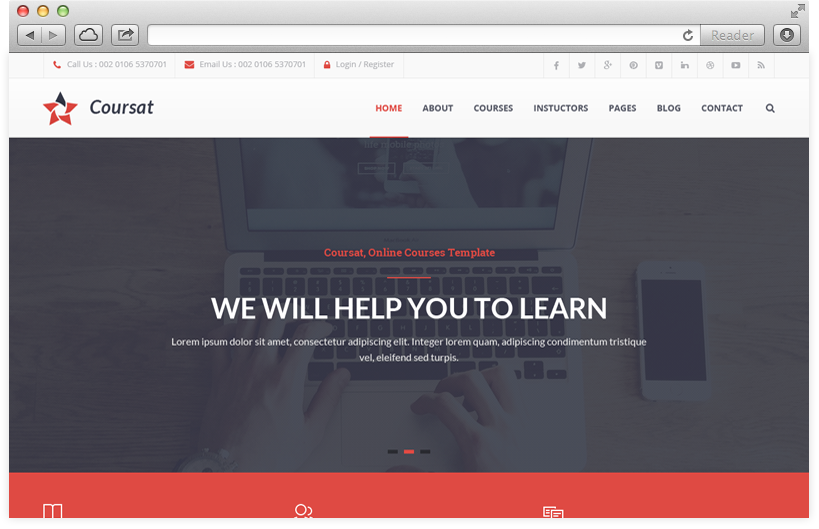 Reader
Call Us : 002 0106 5370701
Email Us : 002 0106 5370701
Login / Register
Coursat
HOME
ABOUT
COURSES
INSTUCTORS
PAGES
BLOG
CONTACT
life mobile
Coursat, Online Courses Template
WE WILL HELP YOU TO LEARN
Lorem ipsum dolor sit amet, consectetur adipiscing elit. Integer lorem quam, adipiscing condimentum tristique
vel, eleifend sed turpis.